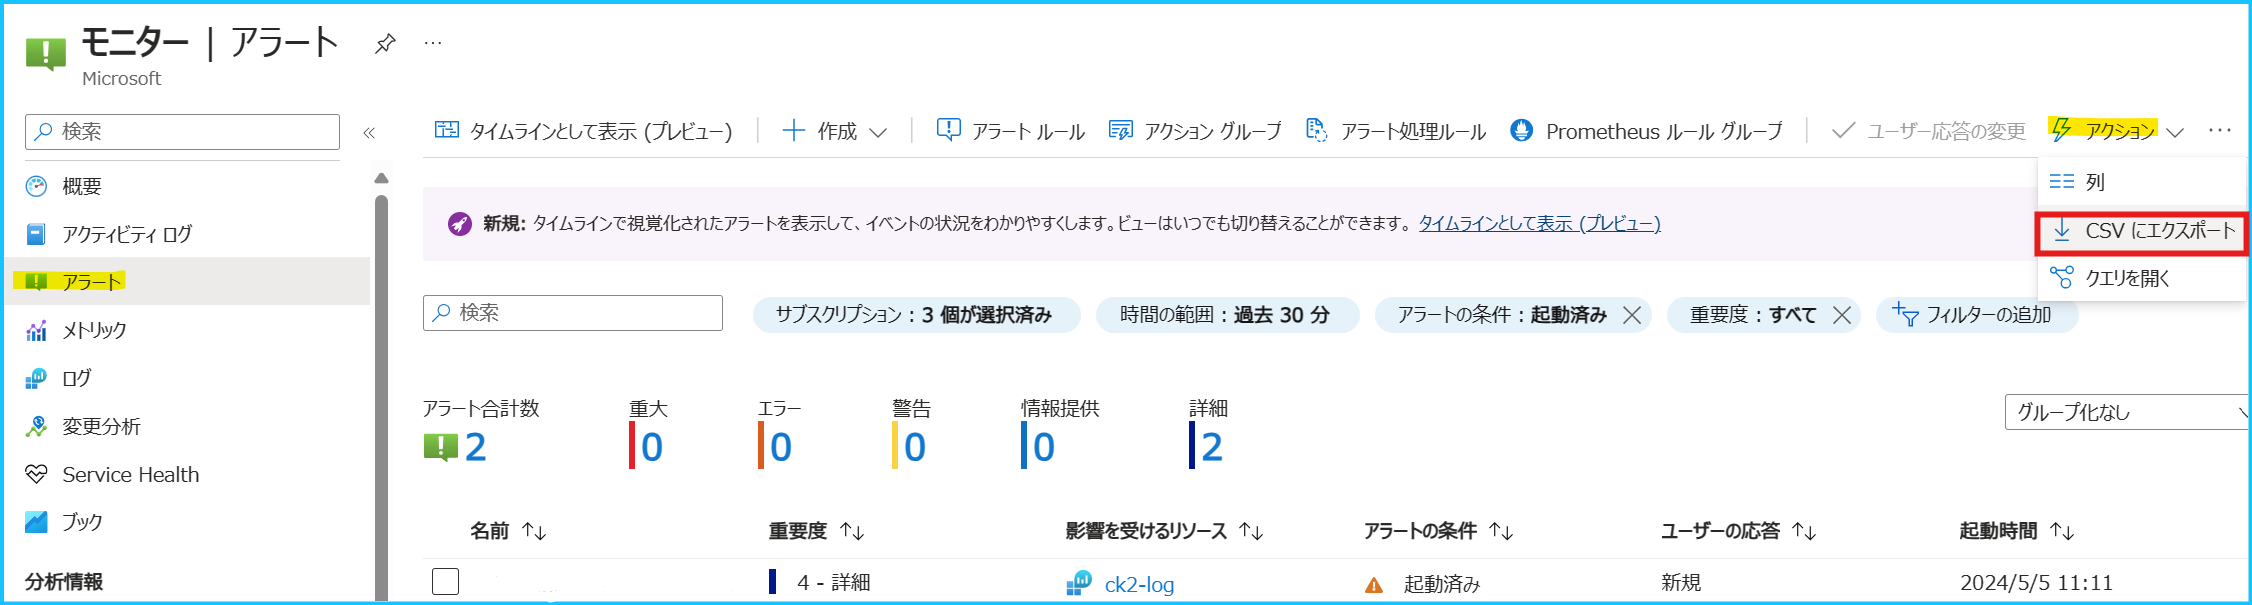 モニター | アラート
Microsoft
検索
タイムラインとして表示 (プレビュー)
作成
アラート ルール
アクション グループ
アラート処理ルール
Prometheus ルール グループ
ユーザー応答の変更
アクション
列
CSV にエクスポート
クエリを開く
概要
アクティビティ ログ
アラート
メトリック
ログ
変更分析
Service Health
ブック
分析情報
新規: タイムラインで視覚化されたアラートを表示して、イベントの状況をわかりやすくします。ビューはいつでも切り替えることができます。 タイムラインとして表示 (プレビュー)
検索
サブスクリプション : 3 個が選択済み
時間の範囲 : 過去 30 分
アラートの条件 : 起動済み
重要度 : すべて
フィルターの追加
アラート合計数
2
重大
0
エラー
0
警告
0
情報提供
0
詳細
2
グループ化なし
名前 ↑↓
重要度 ↑↓
影響を受けるリソース ↑↓
アラートの条件 ↑↓
ユーザーの応答 ↑↓
起動時間 ↑↓
4 - 詳細
ck2-log
起動済み
新規
2024/5/5 11:11